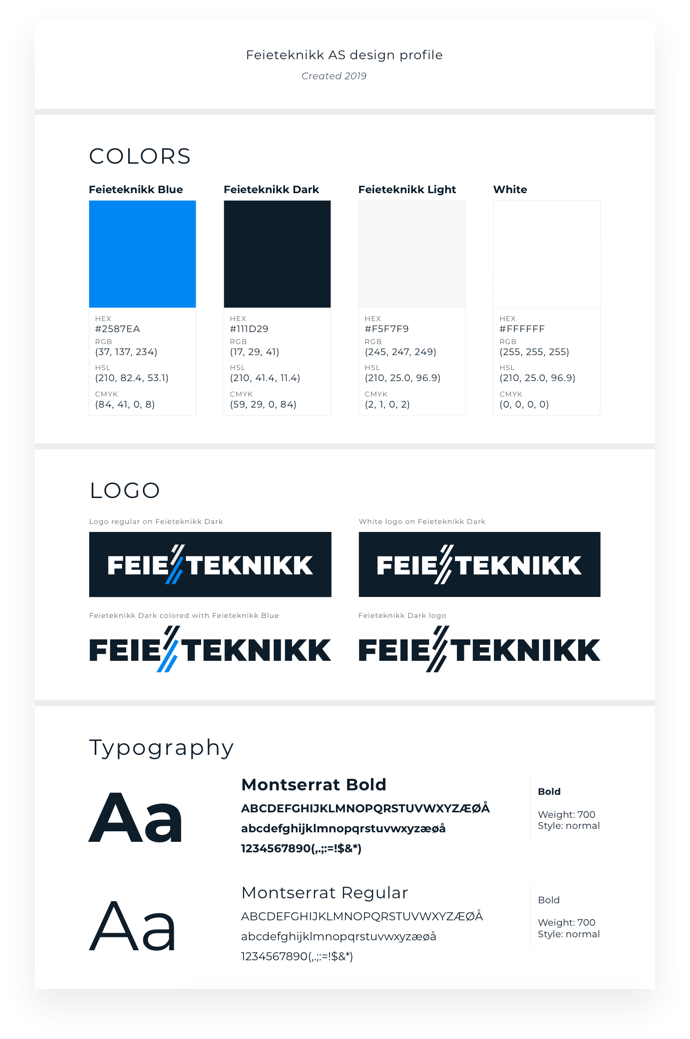 Feieteknikk AS design profile
Created 2019
COLORS
Feieteknikk Blue
HEX
#2587EA
RGB
(37, 137, 234)
HSL
(210, 82.4, 53.1)
CMYK
(84, 41, 0, 8)
Feieteknikk Dark
HEX
#111D29
RGB
(17, 29, 41)
HSL
(210, 41.4, 11.4)
CMYK
(59, 29, 0, 84)
Feieteknikk Light
HEX
#F5F7F9
RGB
(245, 247, 249)
HSL
(210, 25.0, 96.9)
CMYK
(2, 1, 0, 2)
White
HEX
#FFFFFF
RGB
(255, 255, 255)
HSL
(210, 25.0, 96.9)
CMYK
(0, 0, 0, 0)
LOGO
Logo regular on Feieteknikk Dark
FEIETEKNIKK
White logo on Feieteknikk Dark
FEIETEKNIKK
Feieteknikk Dark colored with Feieteknikk Blue
FEIETEKNIKK
Feieteknikk Dark logo
FEIETEKNIKK
Typography
Aa
Montserrat Bold
ABCDEFGHIJKLMNOPQRSTUVWXYZÆØÅ
abcdefghijklmnopqrstuvwxyzæøå
1234567890(,.;:=!$&*)
Bold
Weight: 700
Style: normal
Aa
Montserrat Regular
ABCDEFGHIJKLMNOPQRSTUVWXYZÆØÅ
abcdefghijklmnopqrstuvwxyzæøå
1234567890(,.;:=!$&*)
Bold
Weight: 700
Style: normal